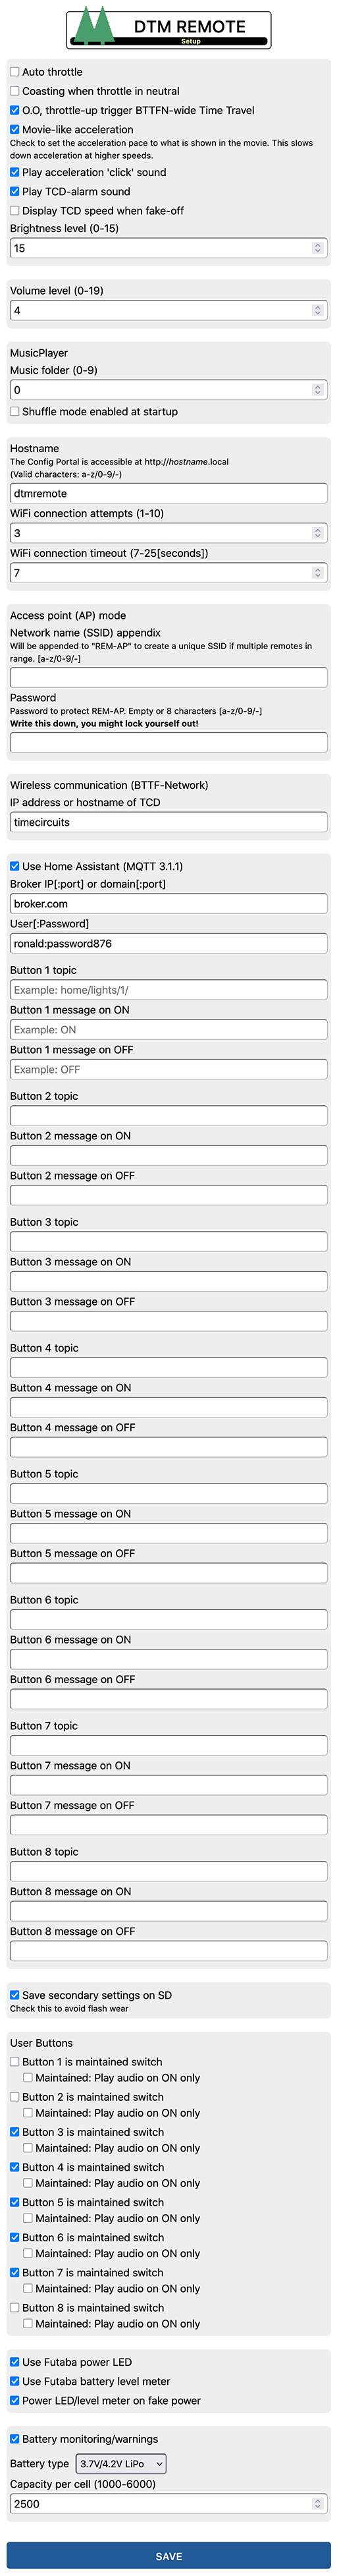 DTM REMOTE
Setup
Auto throttle
Coasting when throttle in neutral
O.O, throttle-up trigger BTTFN-wide Time Travel
Movie-like acceleration
Check to set the acceleration pace to what is shown in the movie. This slows
down acceleration at higher speeds.
Play acceleration 'click' sound
Play TCD-alarm sound
Display TCD speed when fake-off
Brightness level (0-15)
15
Volume level (0-19)
4
MusicPlayer
Music folder (0-9)
0
Shuffle mode enabled at startup
Hostname
The Config Portal is accessible at http://hostname.local
(Valid characters: a-z/0-9/-)
dtmremote
WiFi connection attempts (1-10)
3
WiFi connection timeout (7-25[seconds])
7
Access point (AP) mode
Network name (SSID) appendix
Will be appended to "REM-AP" to create a unique SSID if multiple remotes in
range. [a-z/0-9/-]
Password
Password to protect REM-AP. Empty or 8 characters [a-z/0-9/-]
Write this down, you might lock yourself out!
Wireless communication (BTTF-Network)
IP address or hostname of TCD
timecircuits
Use Home Assistant (MQTT 3.1.1)
Broker IP[:port] or domain[:port]
broker.com
User[:Password]
ronald:password876
Button 1 topic
Example: home/lights/1/
Button 1 message on ON
Example: ON
Button 1 message on OFF
Example: OFF
Button 2 topic
Button 2 message on ON
Button 2 message on OFF
Button 3 topic
Button 3 message on ON
Button 3 message on OFF
Button 4 topic
Button 4 message on ON
Button 4 message on OFF
Button 5 topic
Button 5 message on ON
Button 5 message on OFF
Button 6 topic
Button 6 message on ON
Button 6 message on OFF
Button 7 topic
Button 7 message on ON
Button 7 message on OFF
Button 8 topic
Button 8 message on ON
Button 8 message on OFF
Save secondary settings on SD
Check this to avoid flash wear
User Buttons
Button 1 is maintained switch
Maintained: Play audio on ON only
Button 2 is maintained switch
Maintained: Play audio on ON only
Button 3 is maintained switch
Maintained: Play audio on ON only
Button 4 is maintained switch
Maintained: Play audio on ON only
Button 5 is maintained switch
Maintained: Play audio on ON only
Button 6 is maintained switch
Maintained: Play audio on ON only
Button 7 is maintained switch
Maintained: Play audio on ON only
Button 8 is maintained switch
Maintained: Play audio on ON only
Use Futaba power LED
Use Futaba battery level meter
Power LED/level meter on fake power
Battery monitoring/warnings
Battery type 3.7V/4.2V LiPo
Capacity per cell (1000-6000)
2500
SAVE